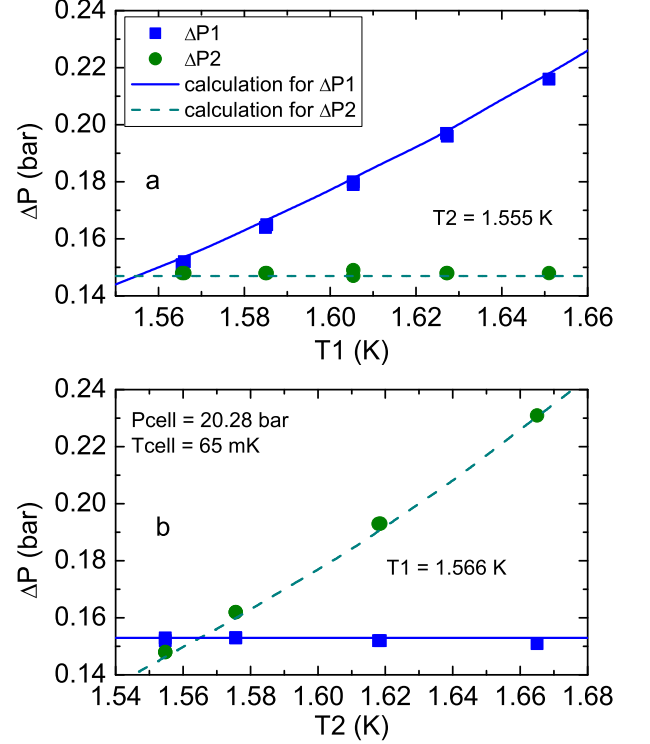 0.24
0.22
0.20
0.18
0.16
0.14
ΔP (bar)
ΔP1
ΔP2
calculation for ΔP1
calculation for ΔP2
a
T2 = 1.555 K
1.56 1.58 1.60 1.62 1.64 1.66
T1 (K)
0.24
0.22
0.20
0.18
0.16
0.14
ΔP (bar)
Pcell = 20.28 bar
Tcell = 65 mK
b
T1 = 1.566 K
1.54 1.56 1.58 1.60 1.62 1.64 1.66 1.68
T2 (K)